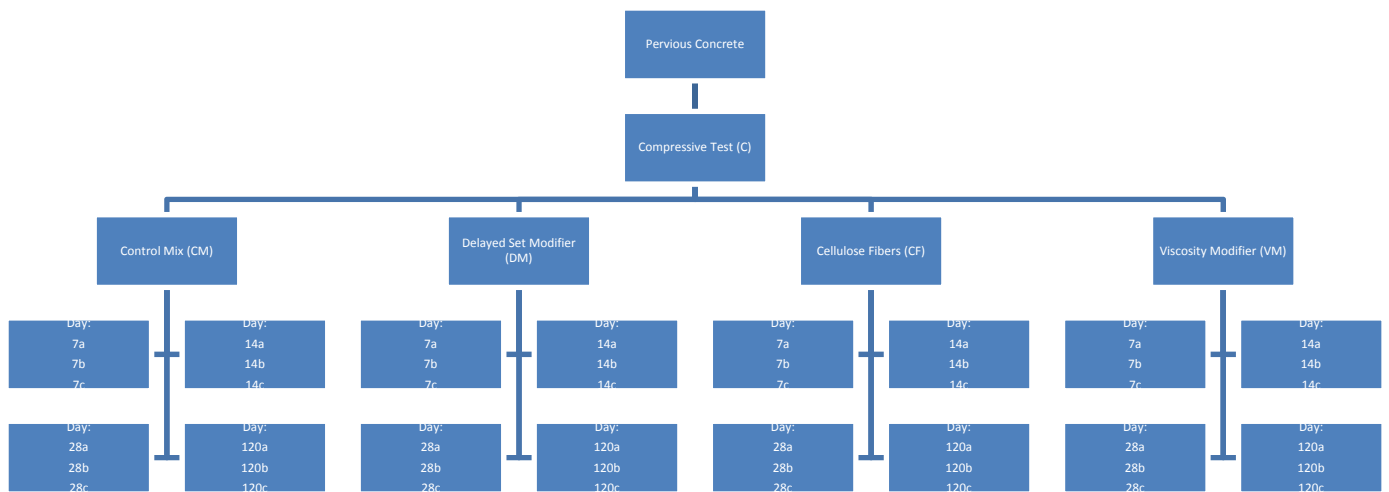 Pervious Concrete
Compressive Test (C)
Control Mix (CM)
Delayed Set Modifier
(DM)
Cellulose Fibers (CF)
Viscosity Modifier (VM)
Day:
7a
7b
7c
Day:
14a
14b
14c
Day:
7a
7b
7c
Day:
14a
14b
14c
Day:
7a
7b
7c
Day:
14a
14b
14c
Day:
7a
7b
7c
Day:
14a
14b
14c
Day:
28a
28b
28c
Day:
120a
120b
120c
Day:
28a
28b
28c
Day:
120a
120b
120c
Day:
28a
28b
28c
Day:
120a
120b
120c
Day:
28a
28b
28c
Day:
120a
120b
120c